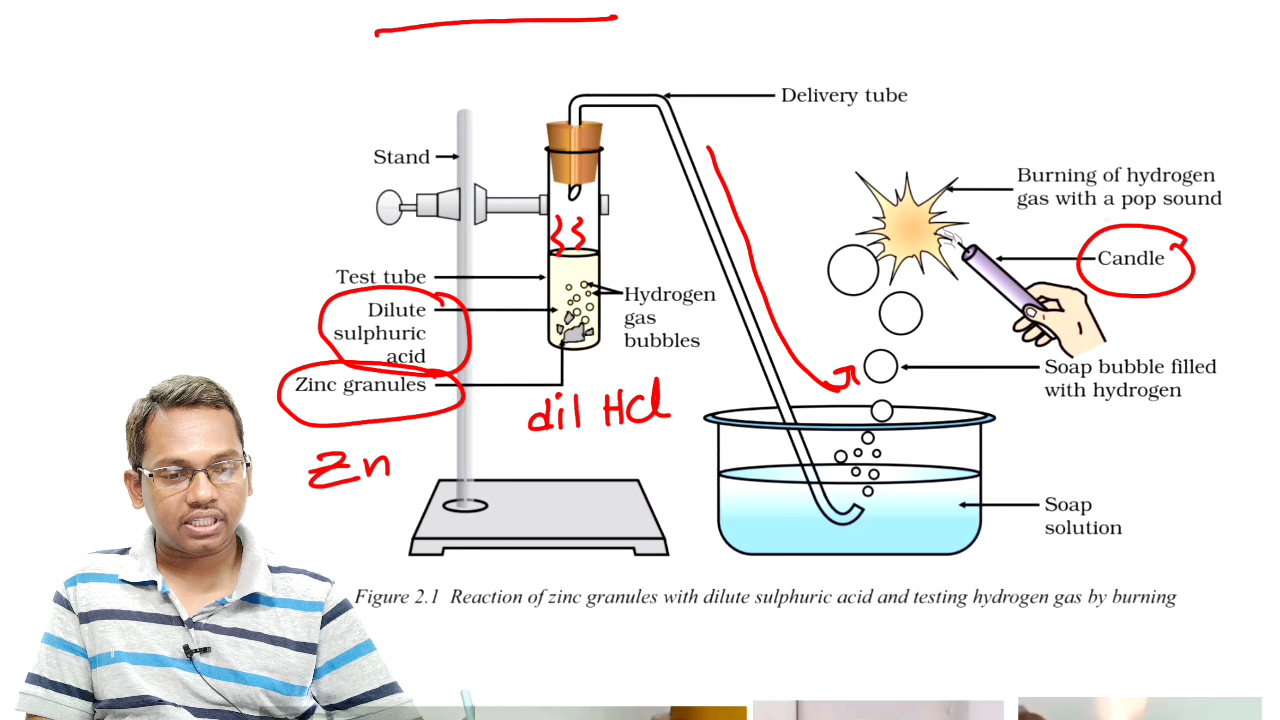 Delivery tube
Stand
Burning of hydrogen
gas with a pop sound
Candle
Test tube
Hydrogen
gas
bubbles
Dilute
sulphuric
acid
Zinc granules
Soap bubble filled
with hydrogen
dil HCl
Zn
Soap
solution
Figure 2.1 Reaction of zinc granules with dilute sulphuric acid and testing hydrogen gas by burning